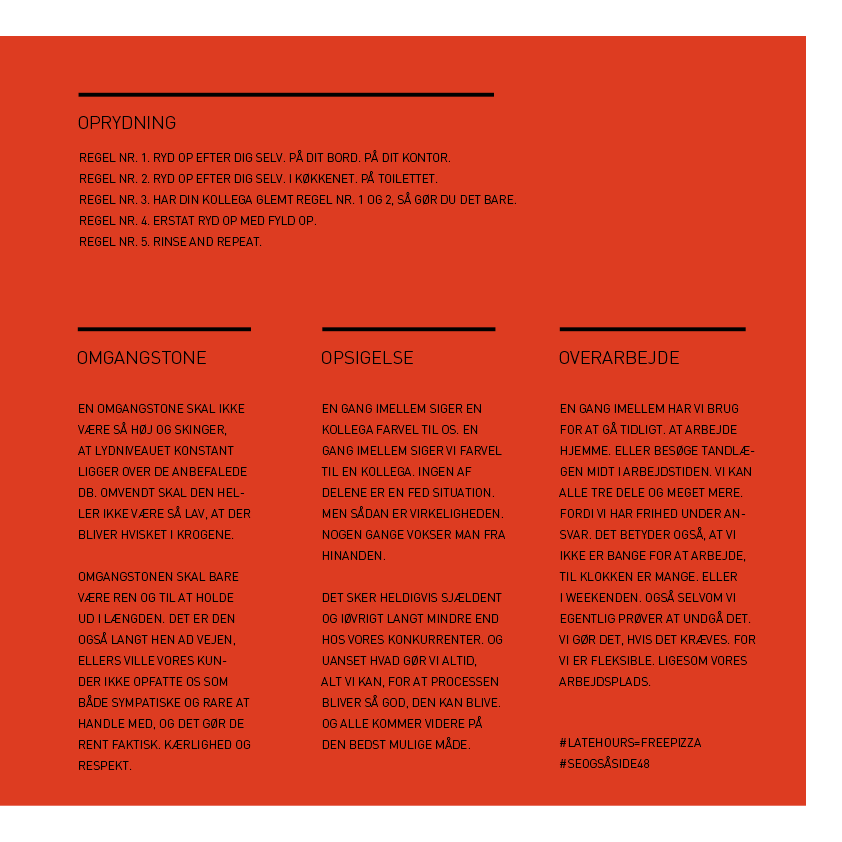 OPRYDNING
REGEL NR. 1. RYD OP EFTER DIG SELV. PÅ DIT BORD. PÅ DIT KONTOR.
REGEL NR. 2. RYD OP EFTER DIG SELV. I KØKKENET. PÅ TOILETTET.
REGEL NR. 3. HAR DIN KOLLEGA GLEMT REGEL NR. 1 OG 2, SÅ GØR DU DET BARE.
REGEL NR. 4. ERSTAT RYD OP MED FYLD OP.
REGEL NR. 5. RINSE AND REPEAT.
OMGANGSTONE
EN OMGANGSTONE SKAL IKKE
VÆRE SÅ HØJ OG SKINGER,
AT LYDNIVEAUET KONSTANT
LIGGER OVER DE ANBEFALEDE
DB. OMVENDT SKAL DEN HEL-
LER IKKE VÆRE SÅ LAV, AT DER
BLIVER HVISKET I KROGENE.
OMGANGSTONEN SKAL BARE
VÆRE REN OG TIL AT HOLDE
UD I LÆNGDEN. DET ER DEN
OGSÅ LANGT HEN AD VEJEN,
ELLERS VILLE VORES KUN-
DER IKKE OPFATTE OS SOM
BÅDE SYMPATISKE OG RARE AT
HANDLE MED, OG DET GØR DE
RENT FAKTISK. KÆRLIGHED OG
RESPEKT.
OPSIGELSE
EN GANG IMELLEM SIGER EN
KOLLEGA FARVEL TIL OS. EN
GANG IMELLEM SIGER VI FARVEL
TIL EN KOLLEGA. INGEN AF
DELENE ER EN FED SITUATION.
MEN SÅDAN ER VIRKELIGHEDEN.
NOGEN GANGE VOKSER MAN FRA
HINANDEN.
DET SKER HELDIGVIS SJÆLDENT
OG IØVRIGT LANGT MINDRE END
HOS VORES KONKURRENTER. OG
UANSET HVAD GØR VI ALTID,
ALT VI KAN, FOR AT PROCESSEN
BLIVER SÅ GOD, DEN KAN BLIVE.
OG ALLE KOMMER VIDERE PÅ
DEN BEDST MULIGE MÅDE.
OVERARBEJDE
EN GANG IMELLEM HAR VI BRUG
FOR AT GÅ TIDLIGT. AT ARBEJDE
HJEMME. ELLER BESØGE TANDLÆ-
GEN MIDT I ARBEJDSTIDEN. VI KAN
ALLE TRE DELE OG MEGET MERE.
FORDI VI HAR FRIHED UNDER AN-
SVAR. DET BETYDER OGSÅ, AT VI
IKKE ER BANGE FOR AT ARBEJDE,
TIL KLOKKEN ER MANGE. ELLER
I WEEKENDEN. OGSÅ SELVOM VI
EGENTLIG PRØVER AT UNDGÅ DET.
VI GØR DET, HVIS DET KRÆVES. FOR
VI ER FLEKSIBLE. LIGESOM VORES
ARBEJDSPLADS.
#LATEHOURS=FREEPIZZA
#SEOGSÅSIDE48